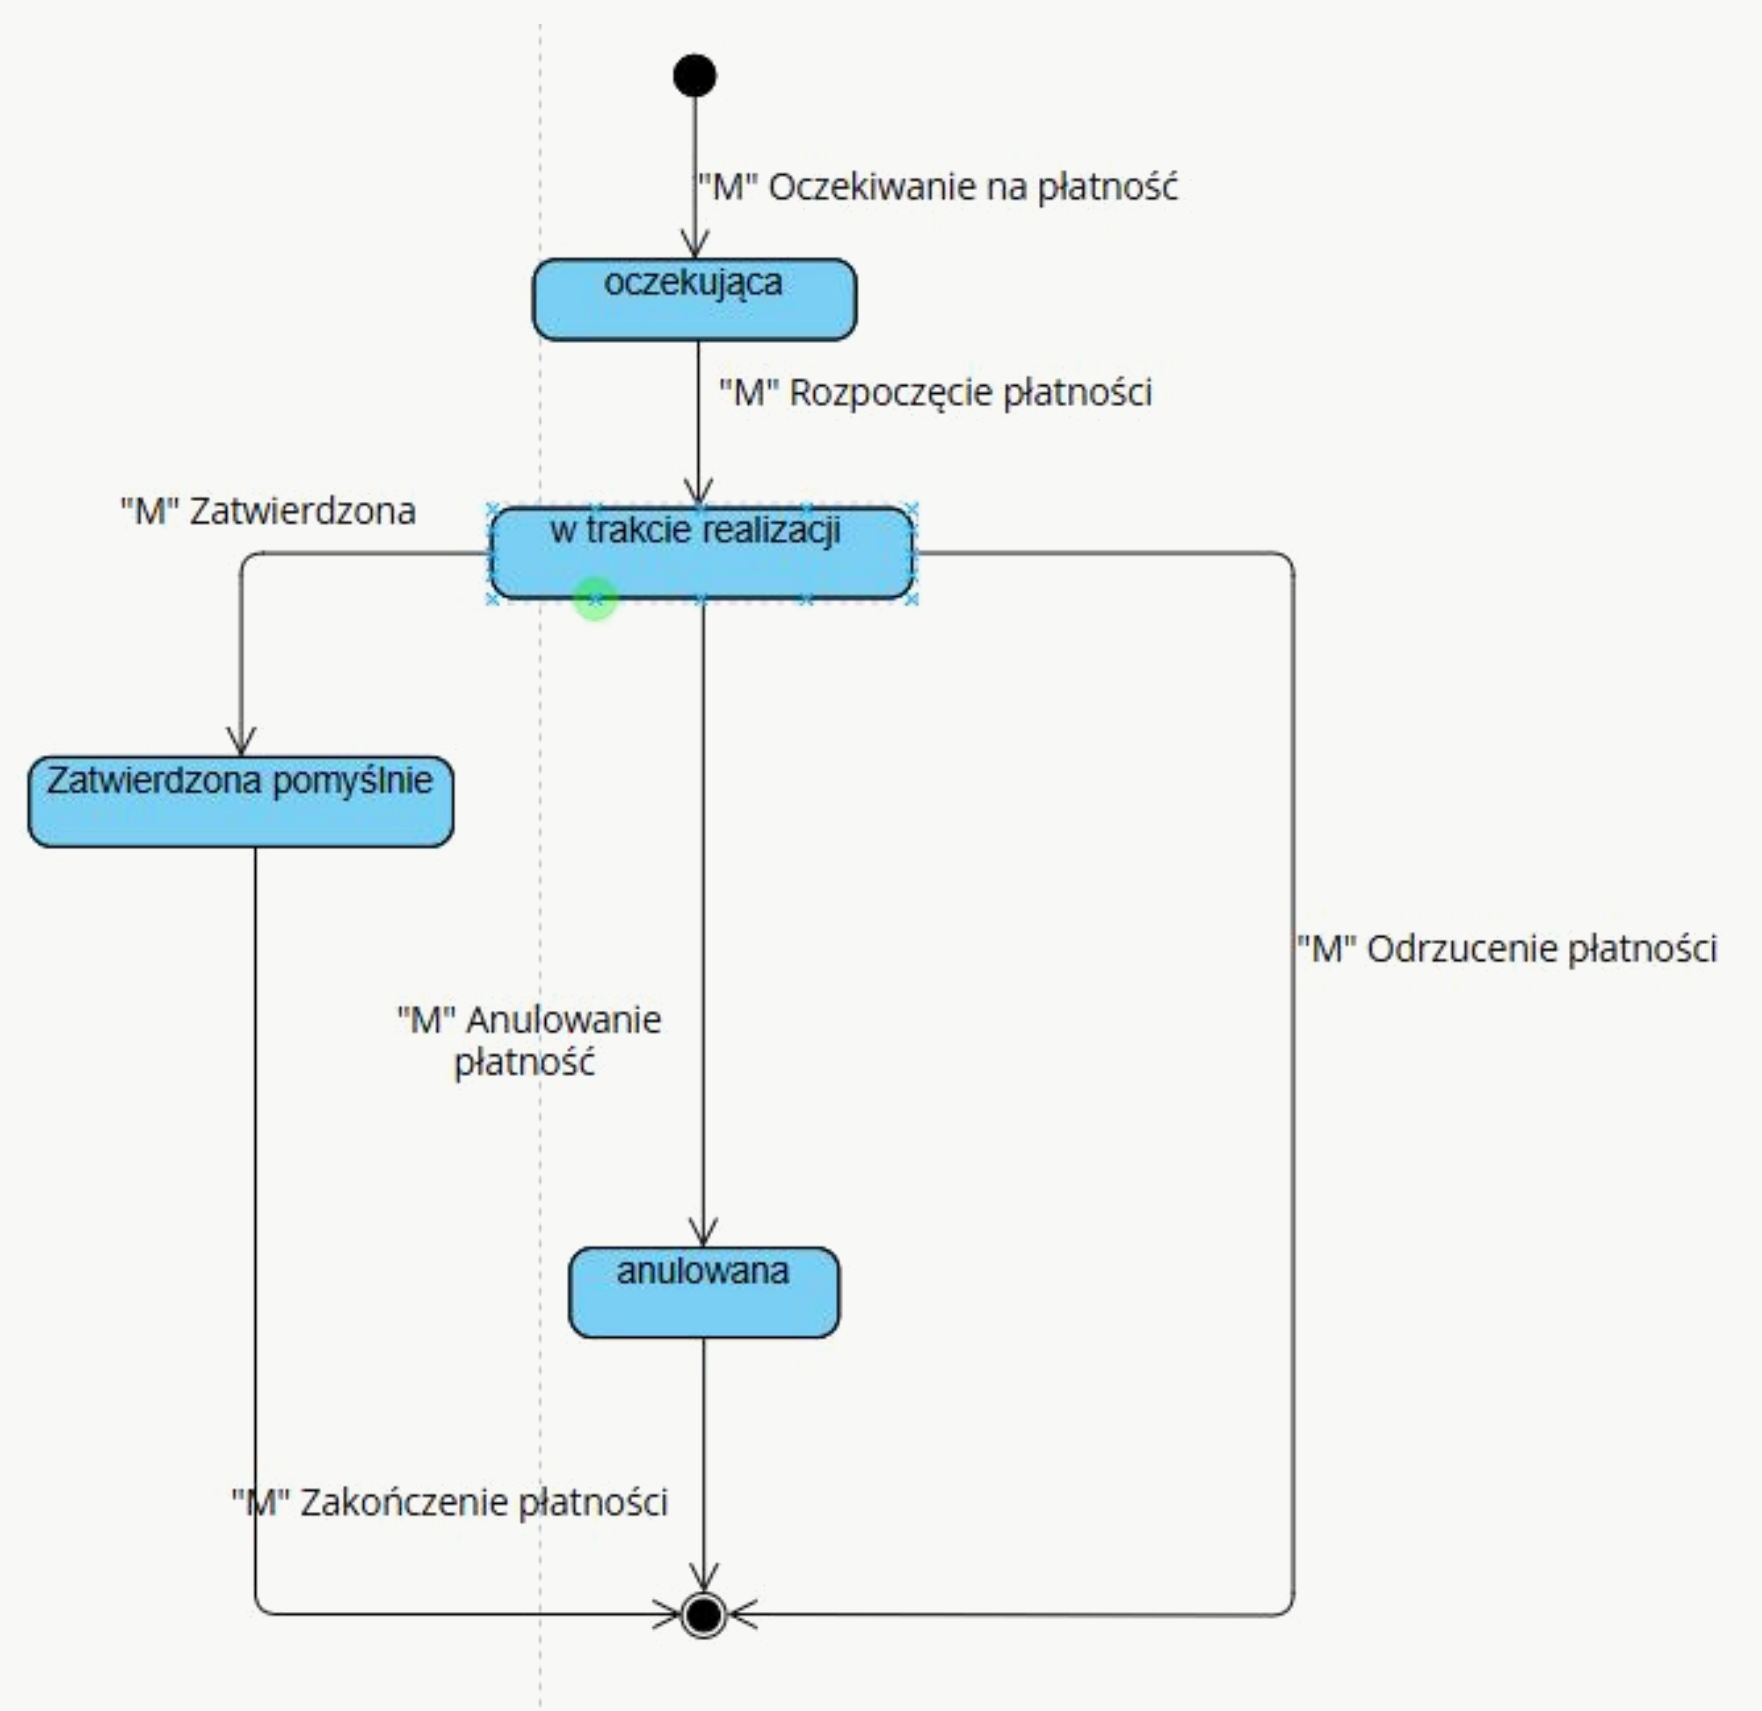 "M" Oczekiwanie na płatność
oczekująca
"M" Rozpoczęcie płatności
"M" Zatwierdzona
w trakcie realizacji
Zatwierdzona pomyślnie
"M" Odrzucenie płatności
"M" Anulowanie
płatność
anulowana
"M" Zakończenie płatności